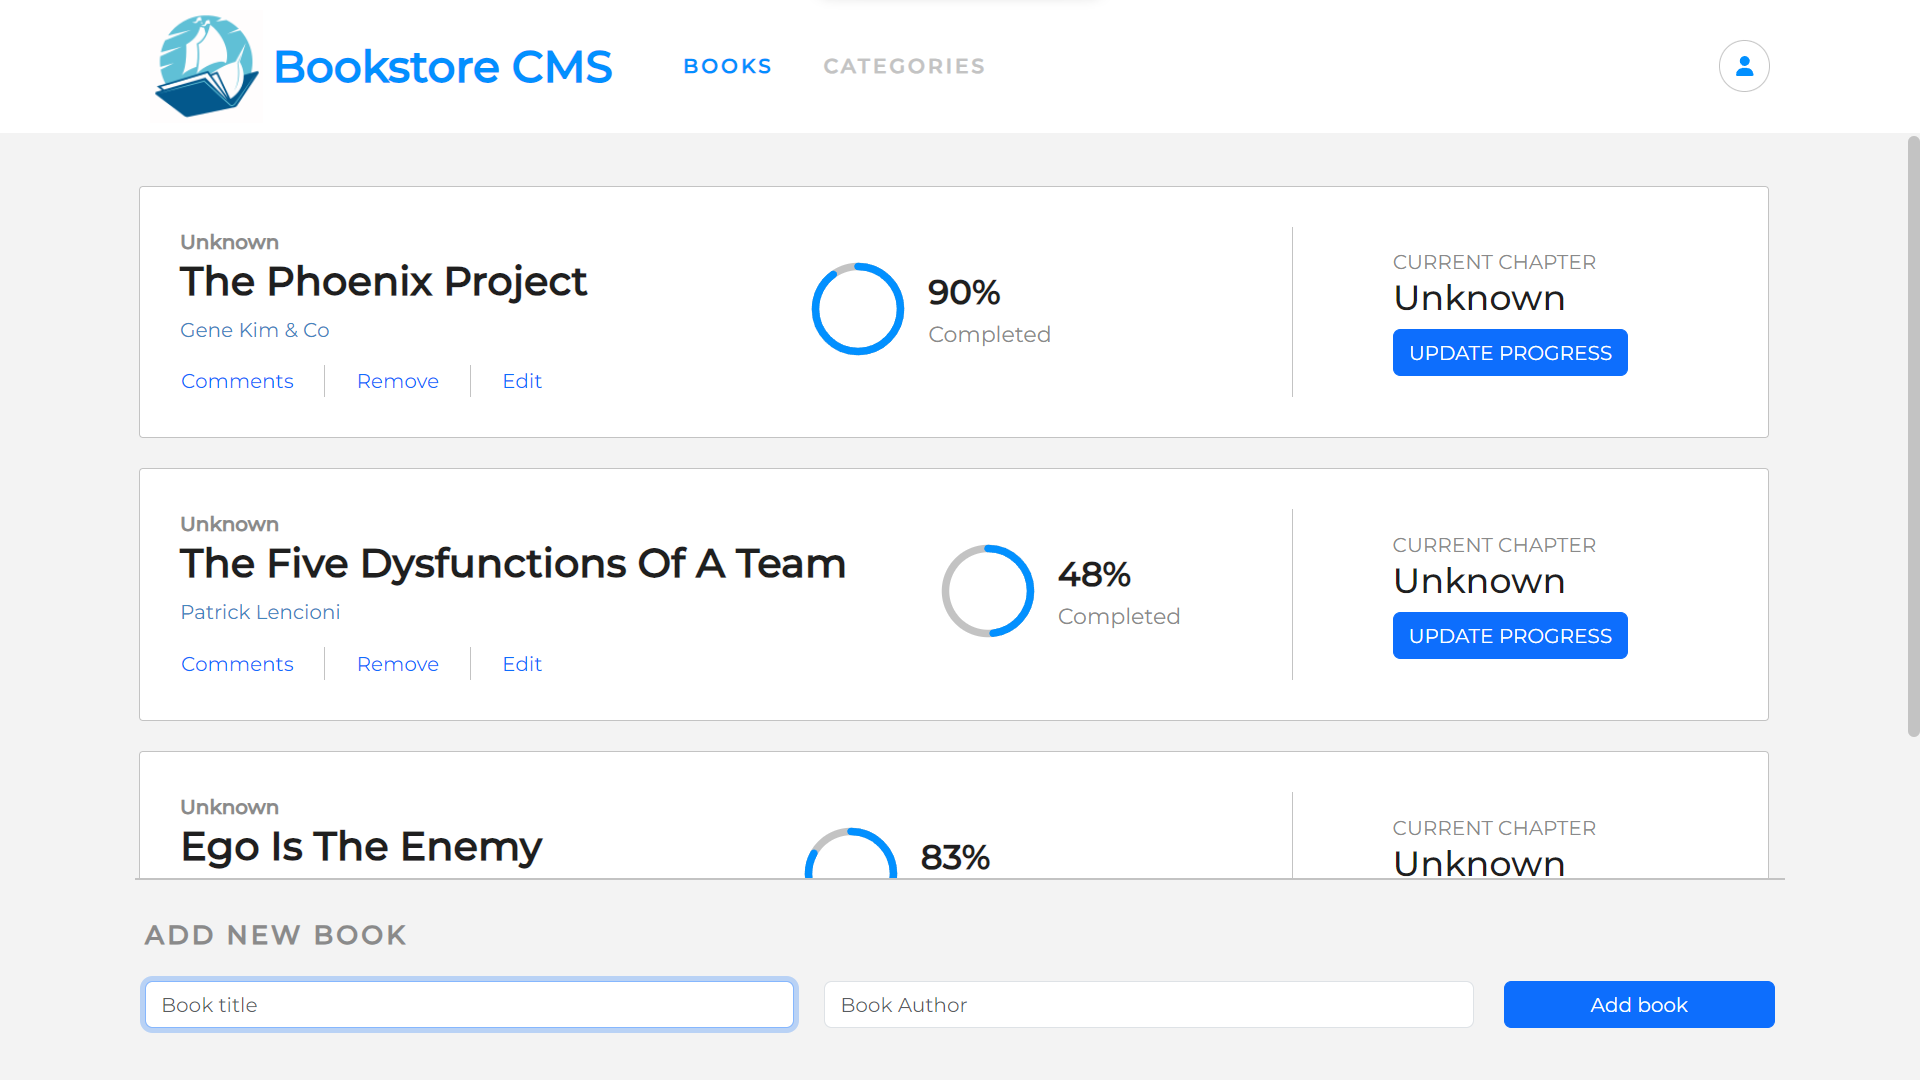 Bookstore CMS
BOOKS
CATEGORIES
Unknown
The Phoenix Project
Gene Kim & Co
Comments
Remove
Edit
90%
Completed
CURRENT CHAPTER
Unknown
UPDATE PROGRESS
Unknown
The Five Dysfunctions Of A Team
Patrick Lencioni
Comments
Remove
Edit
48%
Completed
CURRENT CHAPTER
Unknown
UPDATE PROGRESS
Unknown
Ego Is The Enemy
83%
CURRENT CHAPTER
Unknown
ADD NEW BOOK
Book title
Book Author
Add book